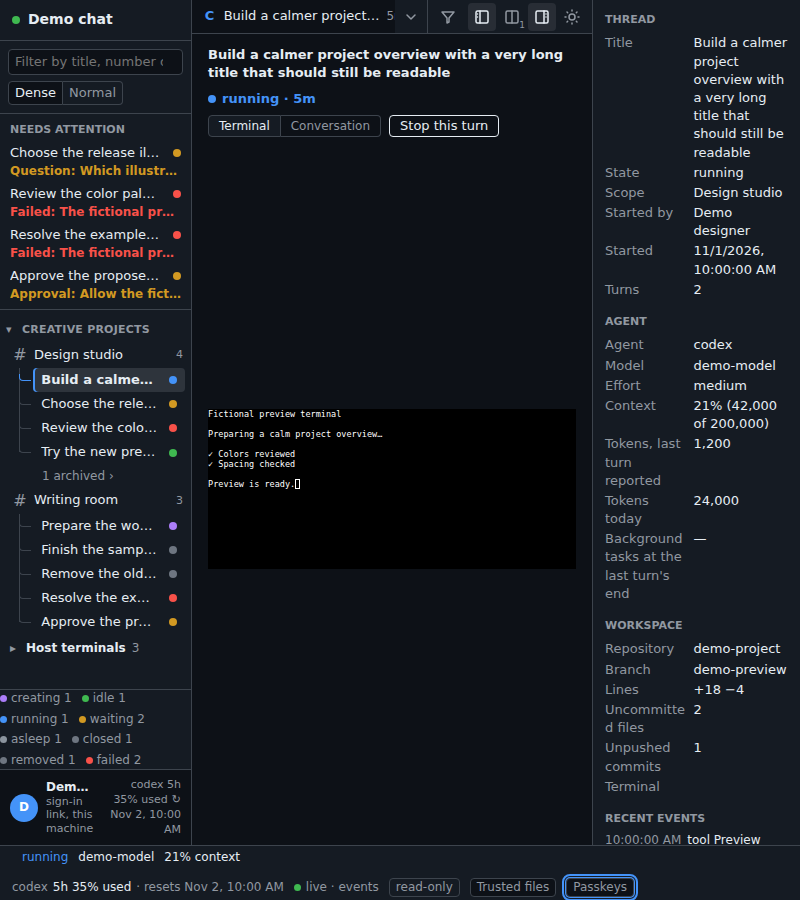 Demo chat
Filter by title, number c
Dense Normal
NEEDS ATTENTION
Choose the release il…
Question: Which illustr…
Review the color pal…
Failed: The fictional pr…
Resolve the example…
Failed: The fictional pr…
Approve the propose…
Approval: Allow the fict…
▾ CREATIVE PROJECTS
# Design studio 4
Build a calme…
Choose the rele…
Review the colo…
Try the new pre…
1 archived ›
# Writing room 3
Prepare the wo…
Finish the samp…
Remove the old…
Resolve the ex…
Approve the pr…
▸ Host terminals 3
creating 1 idle 1
running 1 waiting 2
asleep 1 closed 1
removed 1 failed 2
D
Dem…
sign-in
link, this
machine
codex 5h
35% used ↻
Nov 2, 10:00
AM
C Build a calmer project… 5
1
Build a calmer project overview with a very long
title that should still be readable
running · 5m
Terminal Conversation Stop this turn
Fictional preview terminal
Preparing a calm project overview…
✓ Colors reviewed
✓ Spacing checked
Preview is ready.
THREAD
Title Build a calmer
project
overview with
a very long
title that
should still be
readable
State running
Scope Design studio
Started by Demo
designer
Started 11/1/2026,
10:00:00 AM
Turns 2
AGENT
Agent codex
Model demo-model
Effort medium
Context 21% (42,000
of 200,000)
Tokens, last 1,200
turn
reported
Tokens 24,000
today
Background —
tasks at the
last turn's
end
WORKSPACE
Repository demo-project
Branch demo-preview
Lines +18 −4
Uncommitte 2
d files
Unpushed 1
commits
Terminal
RECENT EVENTS
10:00:00 AM tool Preview
running demo-model 21% context
codex 5h 35% used · resets Nov 2, 10:00 AM live · events read-only Trusted files Passkeys